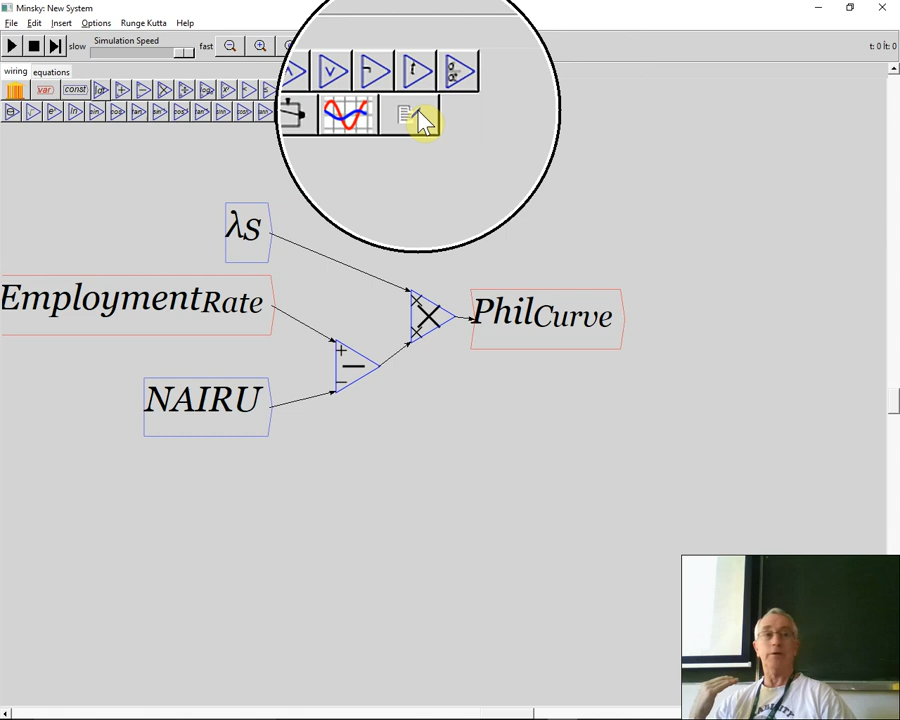 Minsky: New System
File Edit Insert Options Runge Kutta Help
slow Simulation Speed fast t: 0 Δt: 0
wiring equations
var const
λS
EmploymentRate
PhilCurve
NAIRU